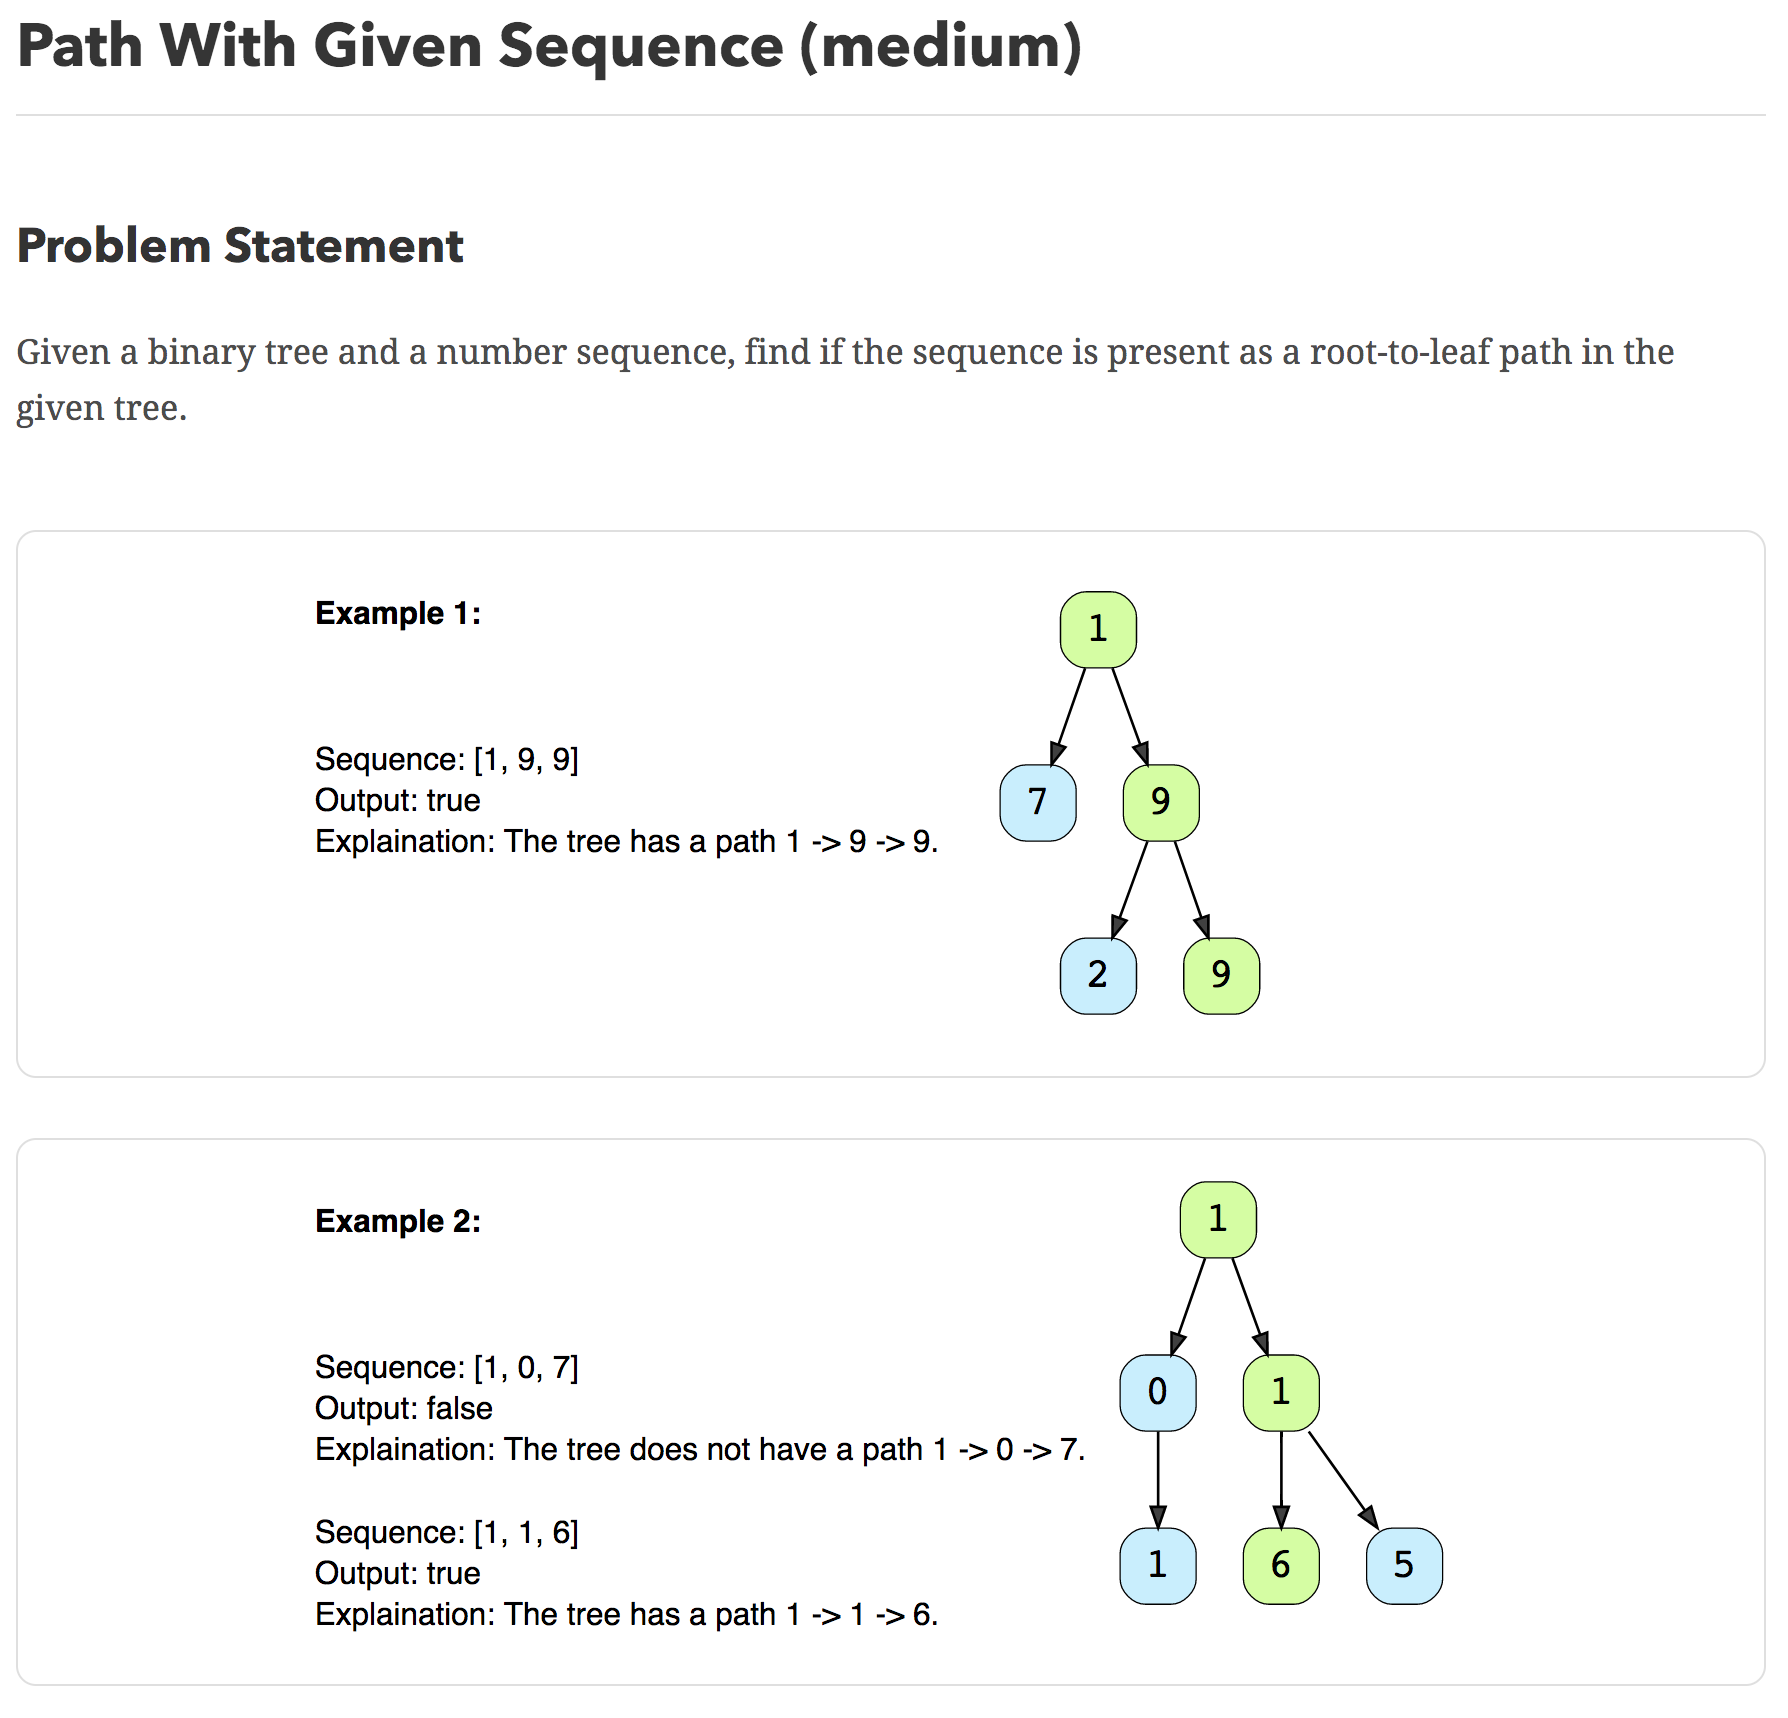 Path With Given Sequence (medium)
Problem Statement
Given a binary tree and a number sequence, find if the sequence is present as a root-to-leaf path in the
given tree.
Example 1:
Sequence: [1, 9, 9]
Output: true
Explaination: The tree has a path 1 -> 9 -> 9.
1
7 9
2 9
Example 2:
Sequence: [1, 0, 7]
Output: false
Explaination: The tree does not have a path 1 -> 0 -> 7.
Sequence: [1, 1, 6]
Output: true
Explaination: The tree has a path 1 -> 1 -> 6.
1
0 1
1 6 5